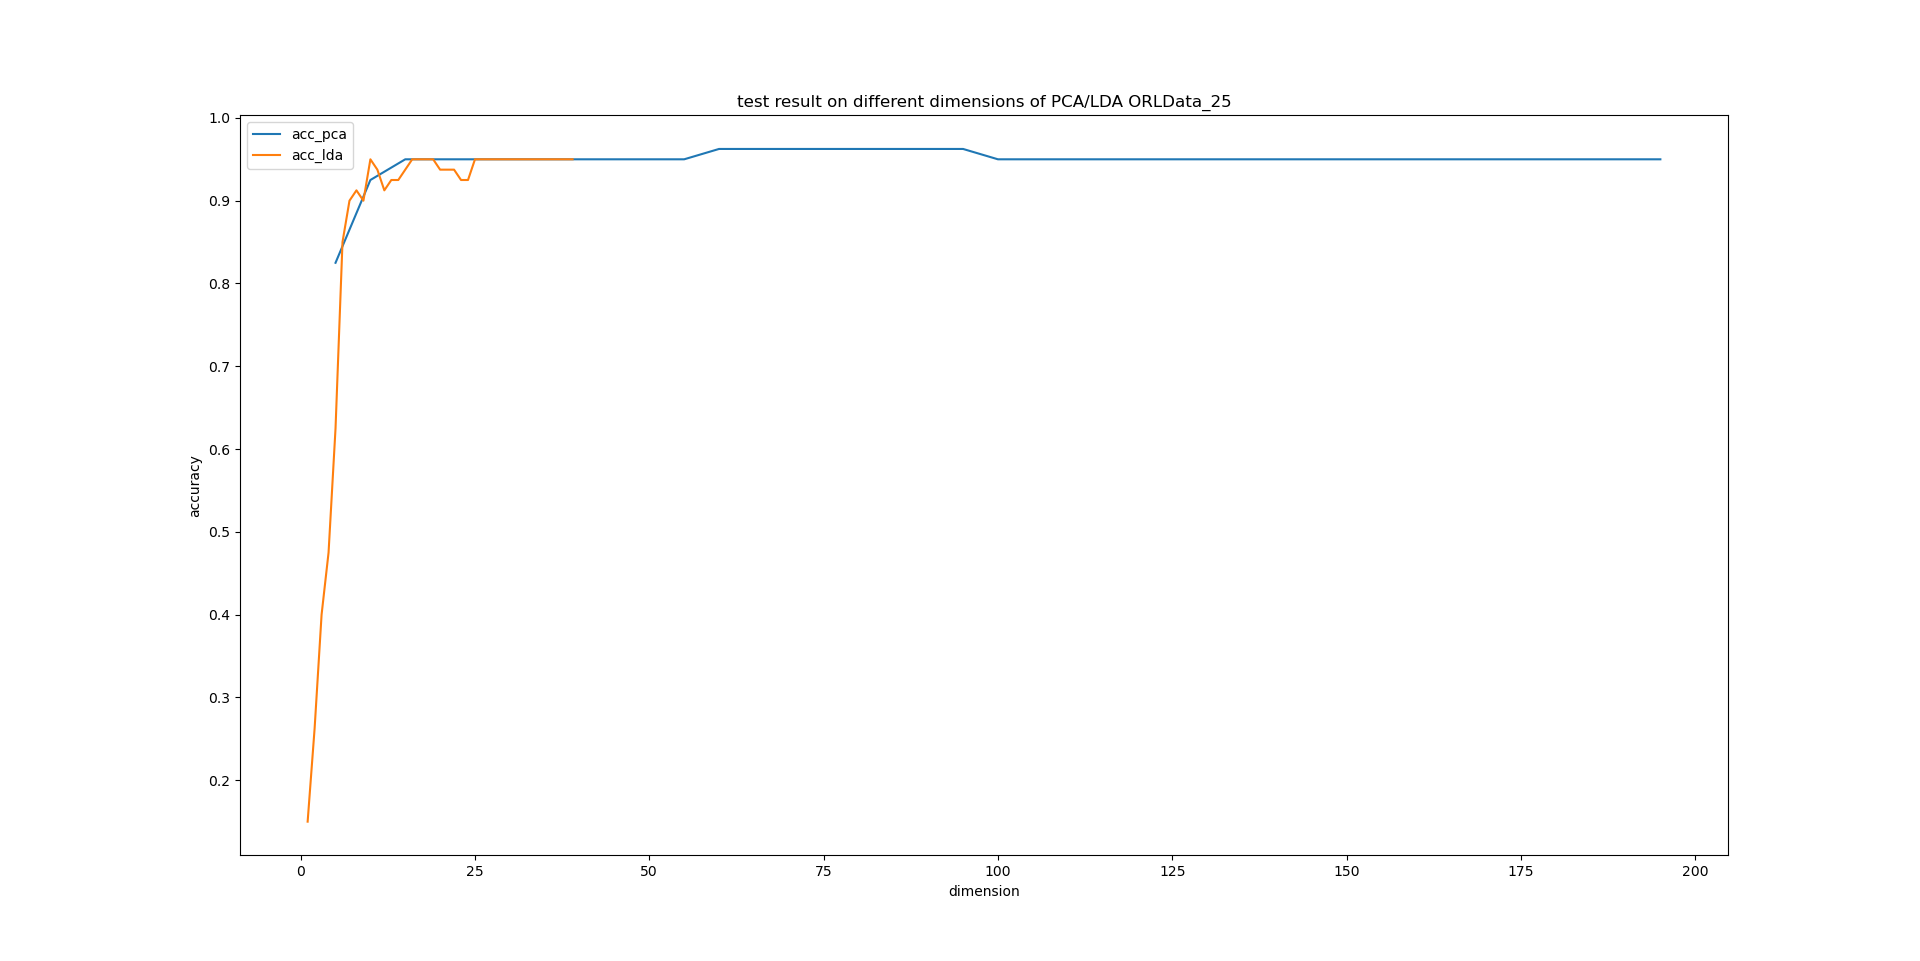 test result on different dimensions of PCA/LDA ORLData_25
acc_pca
acc_lda
1.0
0.9
0.8
0.7
0.6
0.5
0.4
0.3
0.2
accuracy
0 25 50 75 100 125 150 175 200
dimension